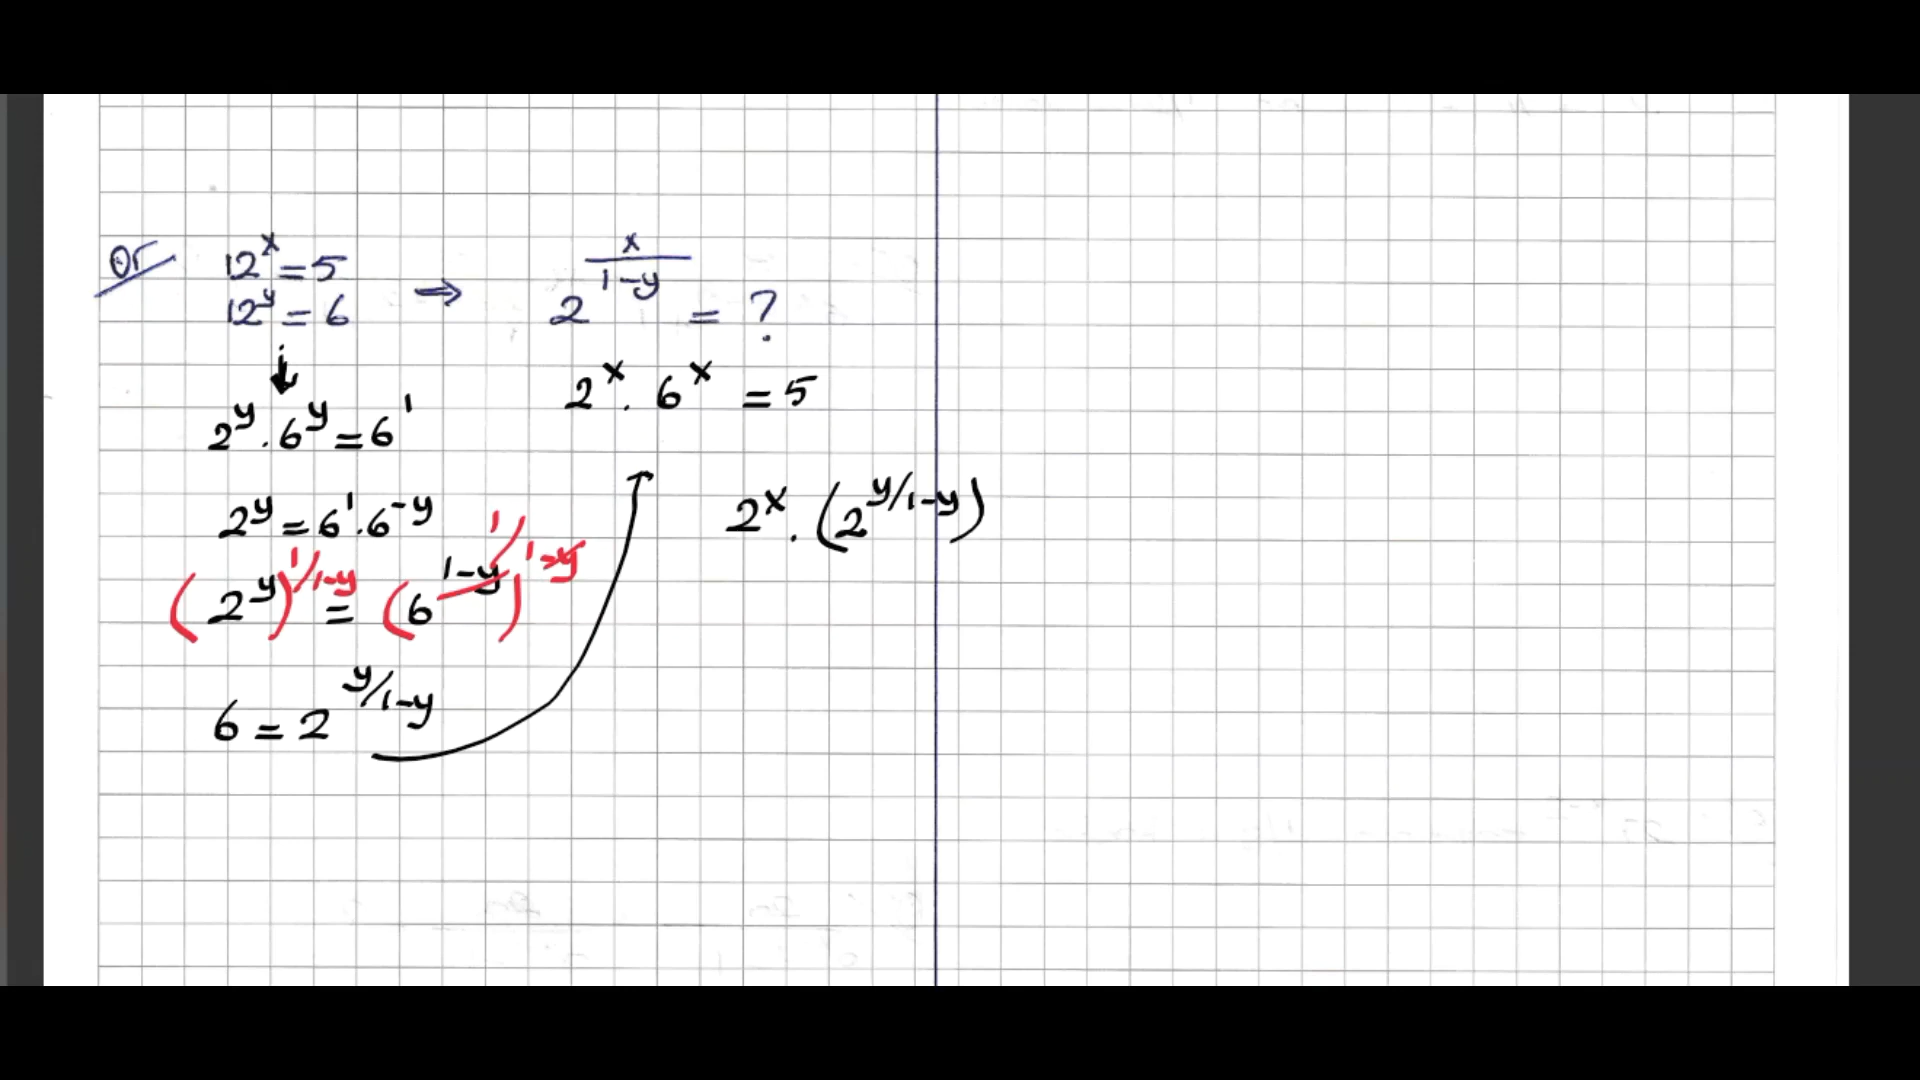 Ör 12^x = 5
12^y = 6 ⇒ 2^(x/(1-y)) = ?
2^y . 6^y = 6^1
2^y = 6^1 . 6^-y
(2^y)^(1/1-y) = (6^(1-y))^(1/1-y)
6 = 2^(y/1-y)
2^x . 6^x = 5
2^x . (2^(y/1-y))